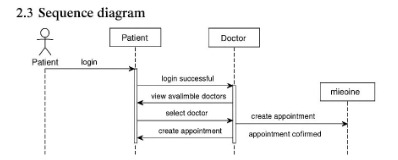 2.3 Sequence diagram
Patient
Doctor
Patient
login
login successful
mieoine
view avalimble doctors
select doctor
create appointment
create appointment
appointment cofirmed